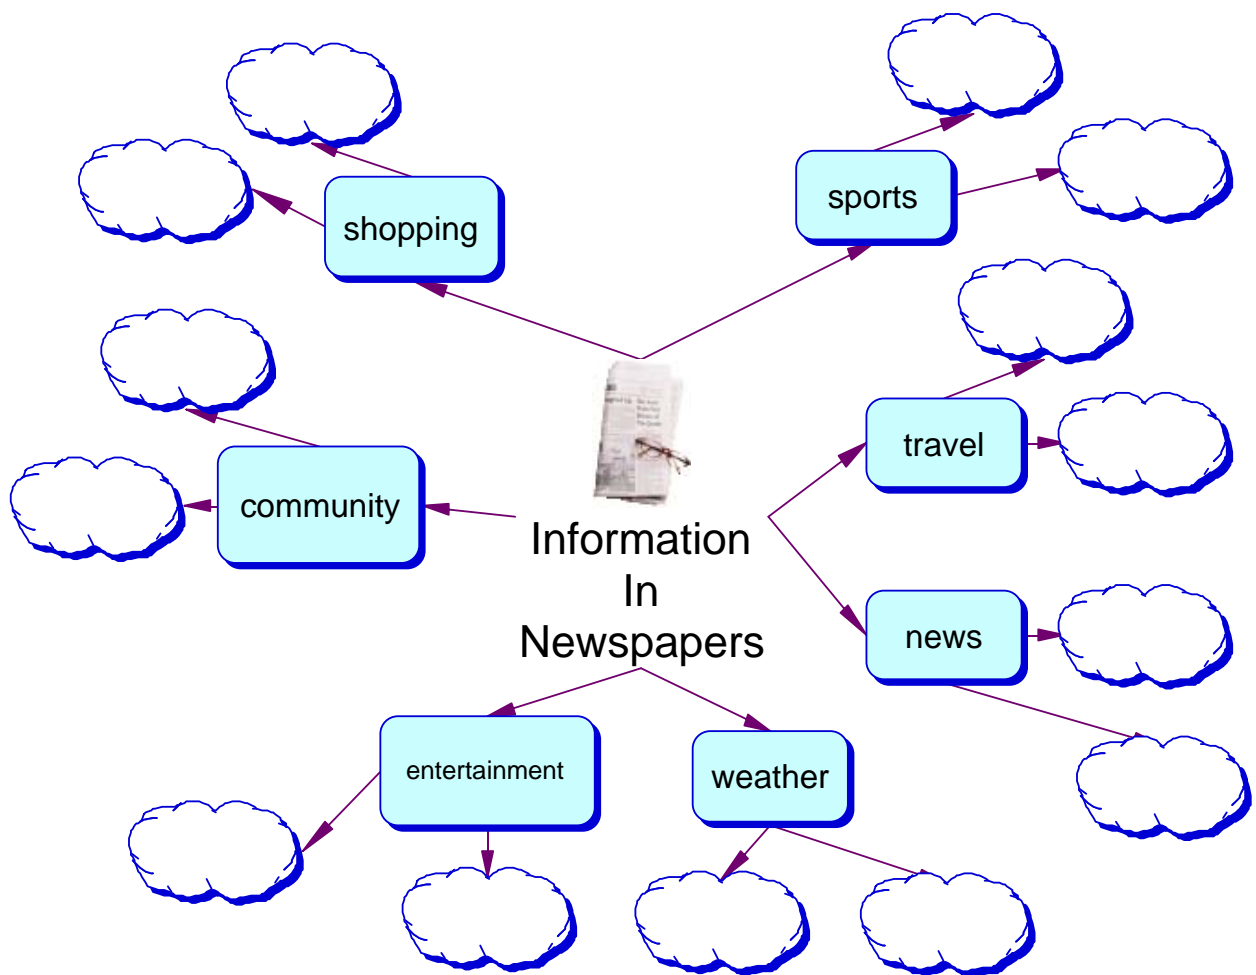 sports
shopping
travel
community
Information
In
Newspapers
news
entertainment
weather